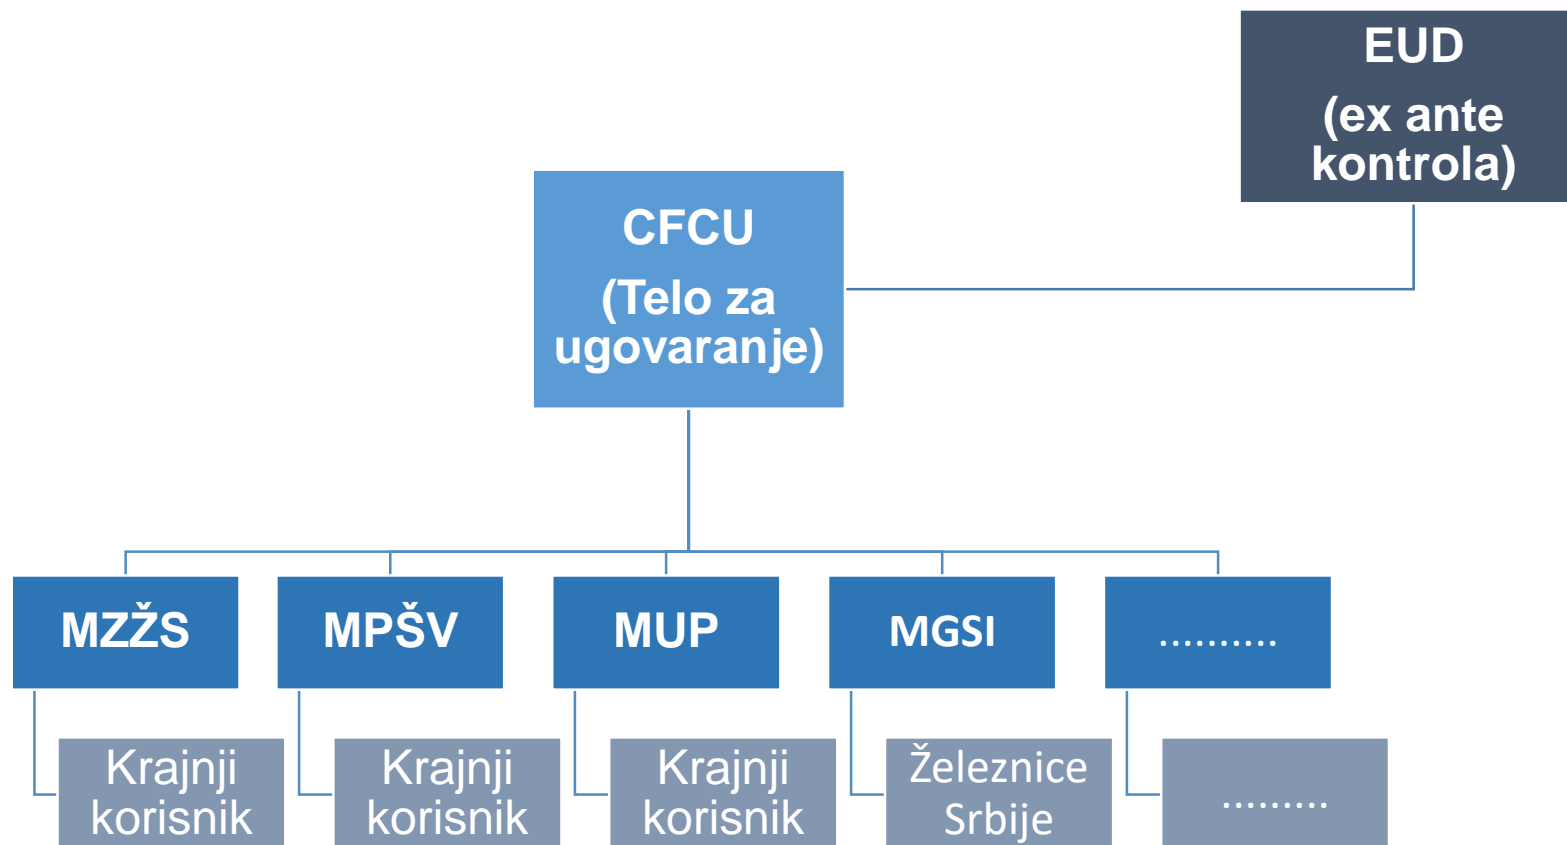 EUD
(ex ante
kontrola)
CFCU
(Telo za
ugovaranje)
MZŽS
MPŠV
MUP
MGSI
..........
Krajnji
korisnik
Krajnji
korisnik
Krajnji
korisnik
Železnice
Srbije
.........